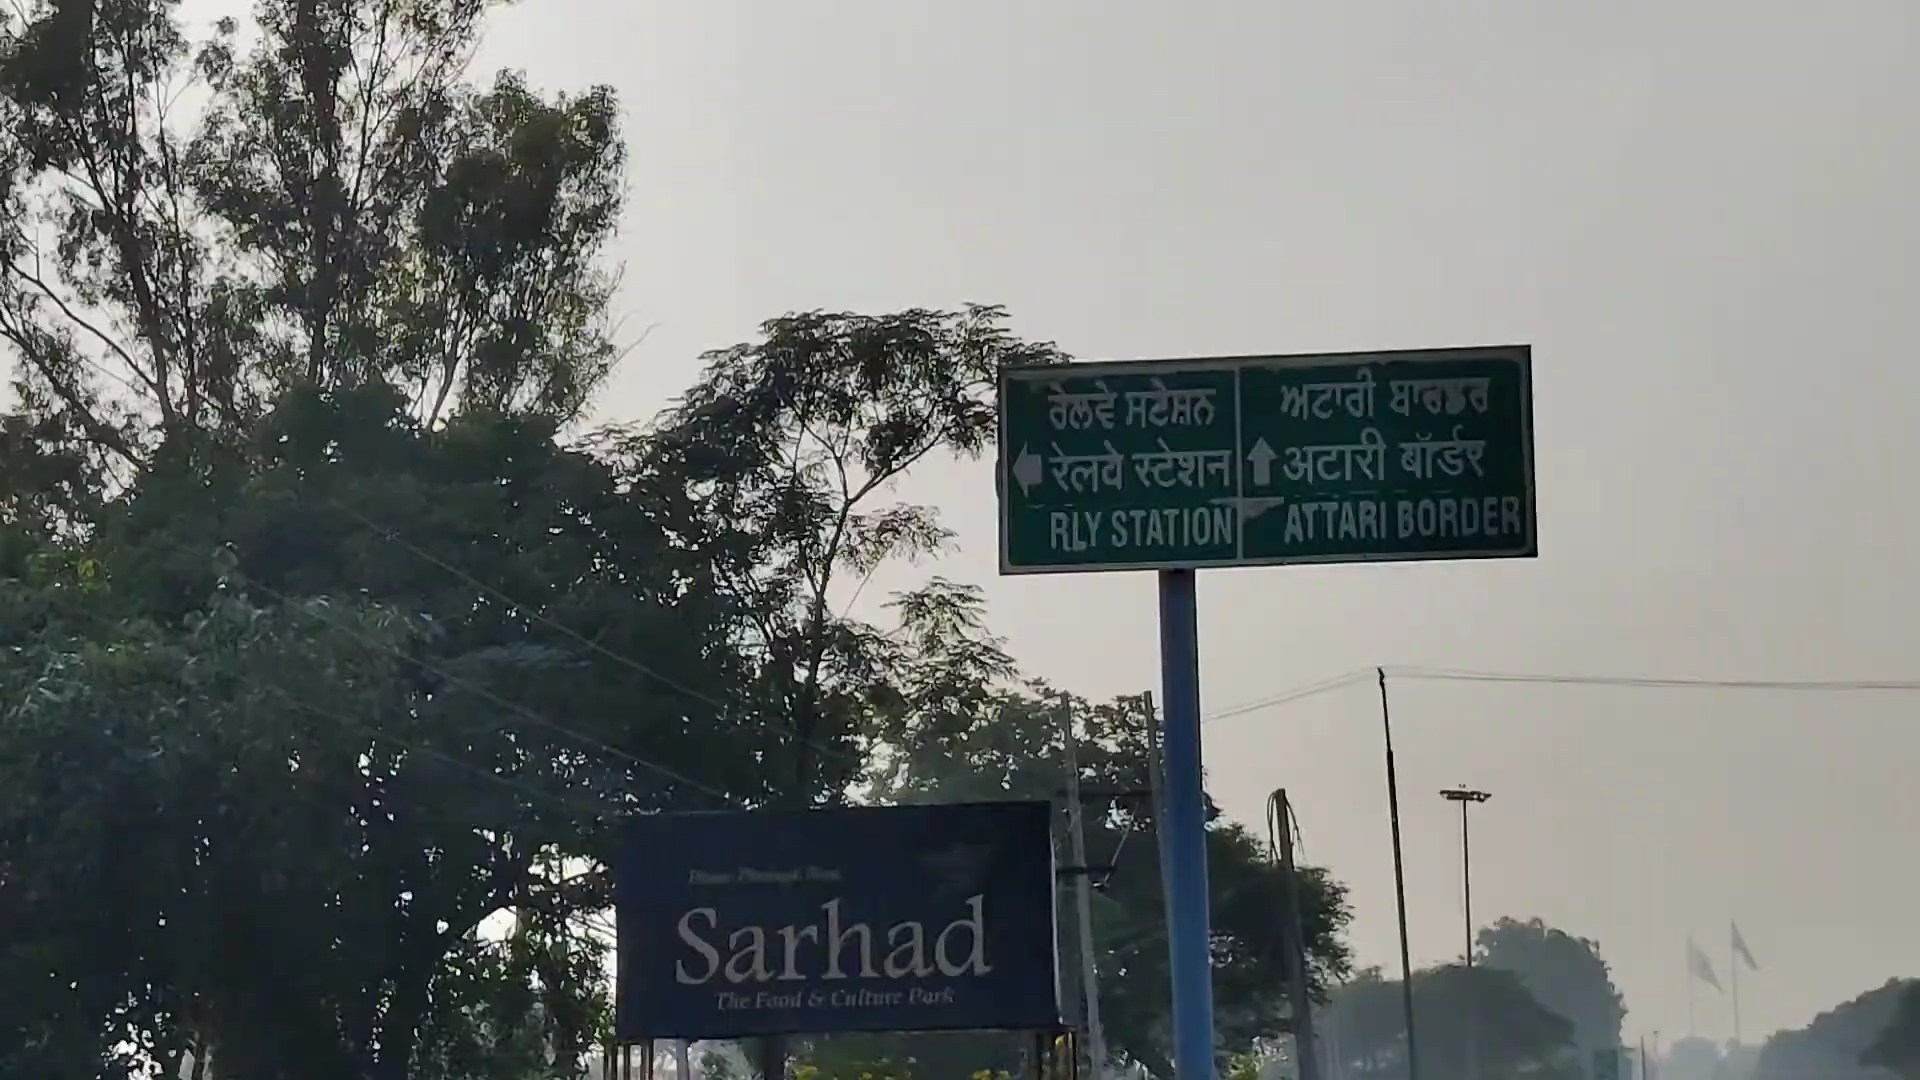 ਰੇਲਵੇ ਸਟੇਸ਼ਨ
रेलवे स्टेशन
RLY STATION
ਅਟਾਰੀ ਬਾਰਡਰ
अटारी बॉर्डर
ATTARI BORDER
Sarhad
The Food & Culture Park